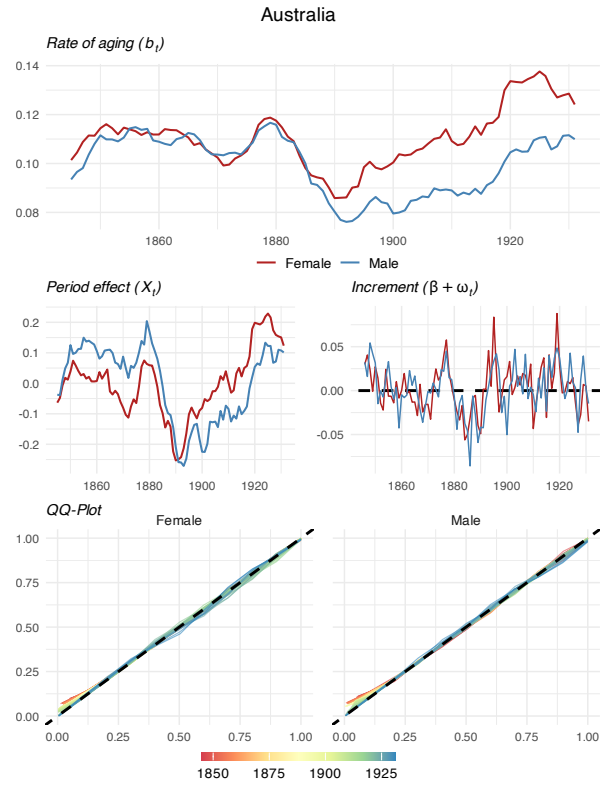 Australia
Rate of aging (bt)
0.14
0.12
0.10
0.08
1860 1880 1900 1920
Female Male
Period effect (Xt) Increment (β + ωt)
0.2
0.1
0.0
-0.1
-0.2
1860 1880 1900 1920
0.05
0.00
-0.05
1860 1880 1900 1920
QQ-Plot
Female Male
1.00
0.75
0.50
0.25
0.00
0.00 0.25 0.50 0.75 1.00 0.00 0.25 0.50 0.75 1.00
1850 1875 1900 1925